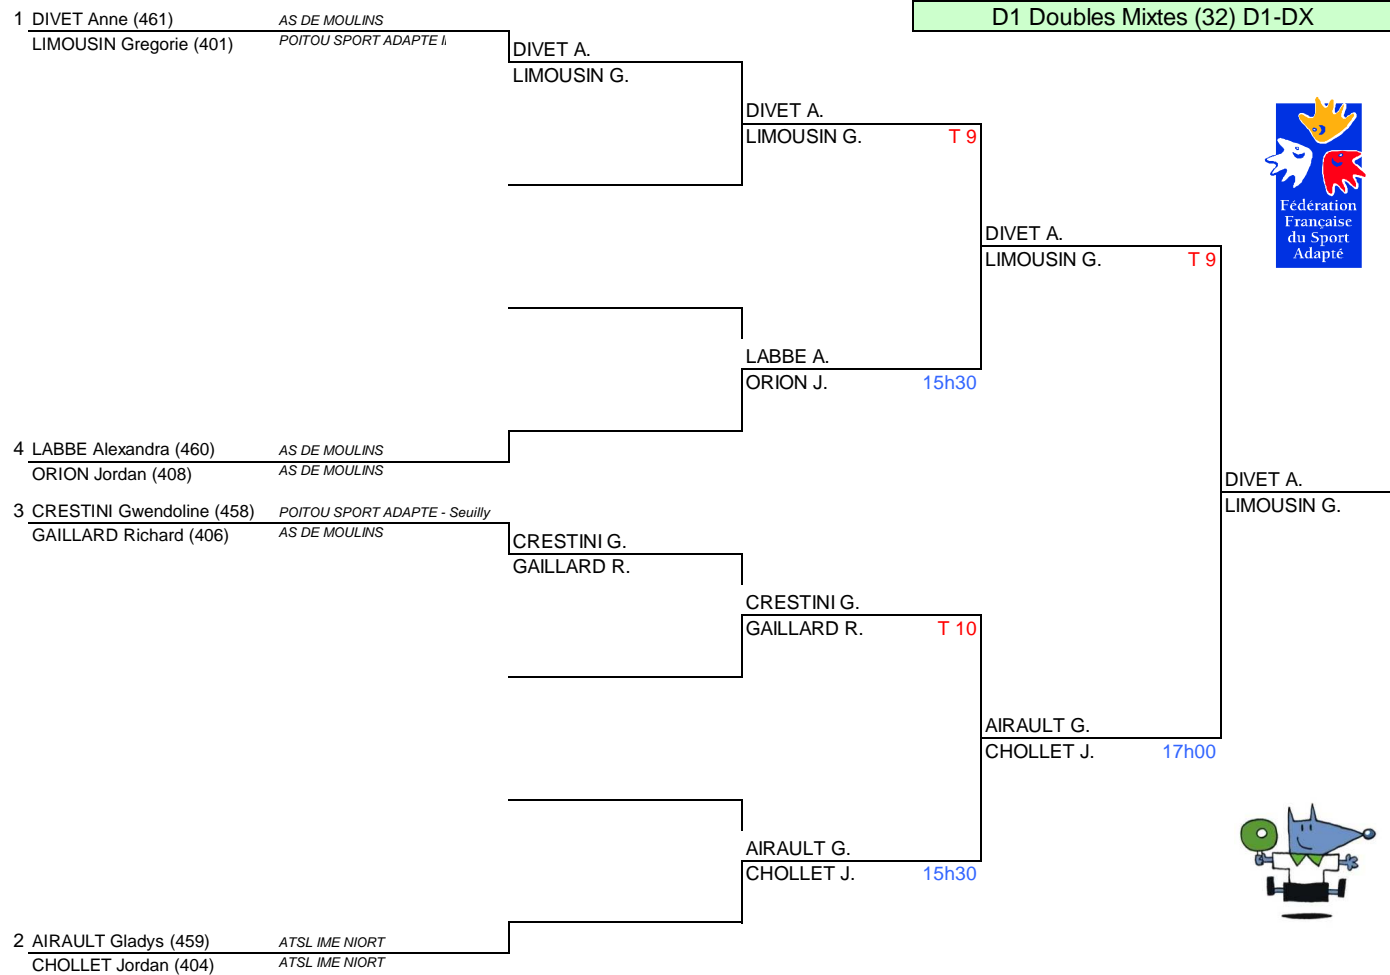 D1 Doubles Mixtes (32) D1-DX
1 DIVET Anne (461) AS DE MOULINS
LIMOUSIN Gregorie (401) POITOU SPORT ADAPTE
DIVET A.
LIMOUSIN G.
DIVET A.
LIMOUSIN G. T 9
Fédération
Française
du Sport
Adapté
DIVET A.
LIMOUSIN G. T 9
LABBE A.
ORION J. 15h30
4 LABBE Alexandra (460) AS DE MOULINS
ORION Jordan (408) AS DE MOULINS
DIVET A.
LIMOUSIN G.
3 CRESTINI Gwendoline (458) POITOU SPORT ADAPTE - Seuilly
GAILLARD Richard (406) AS DE MOULINS
CRESTINI G.
GAILLARD R.
CRESTINI G.
GAILLARD R. T 10
AIRAULT G.
CHOLLET J. 17h00
AIRAULT G.
CHOLLET J. 15h30
2 AIRAULT Gladys (459) ATSL IME NIORT
CHOLLET Jordan (404) ATSL IME NIORT